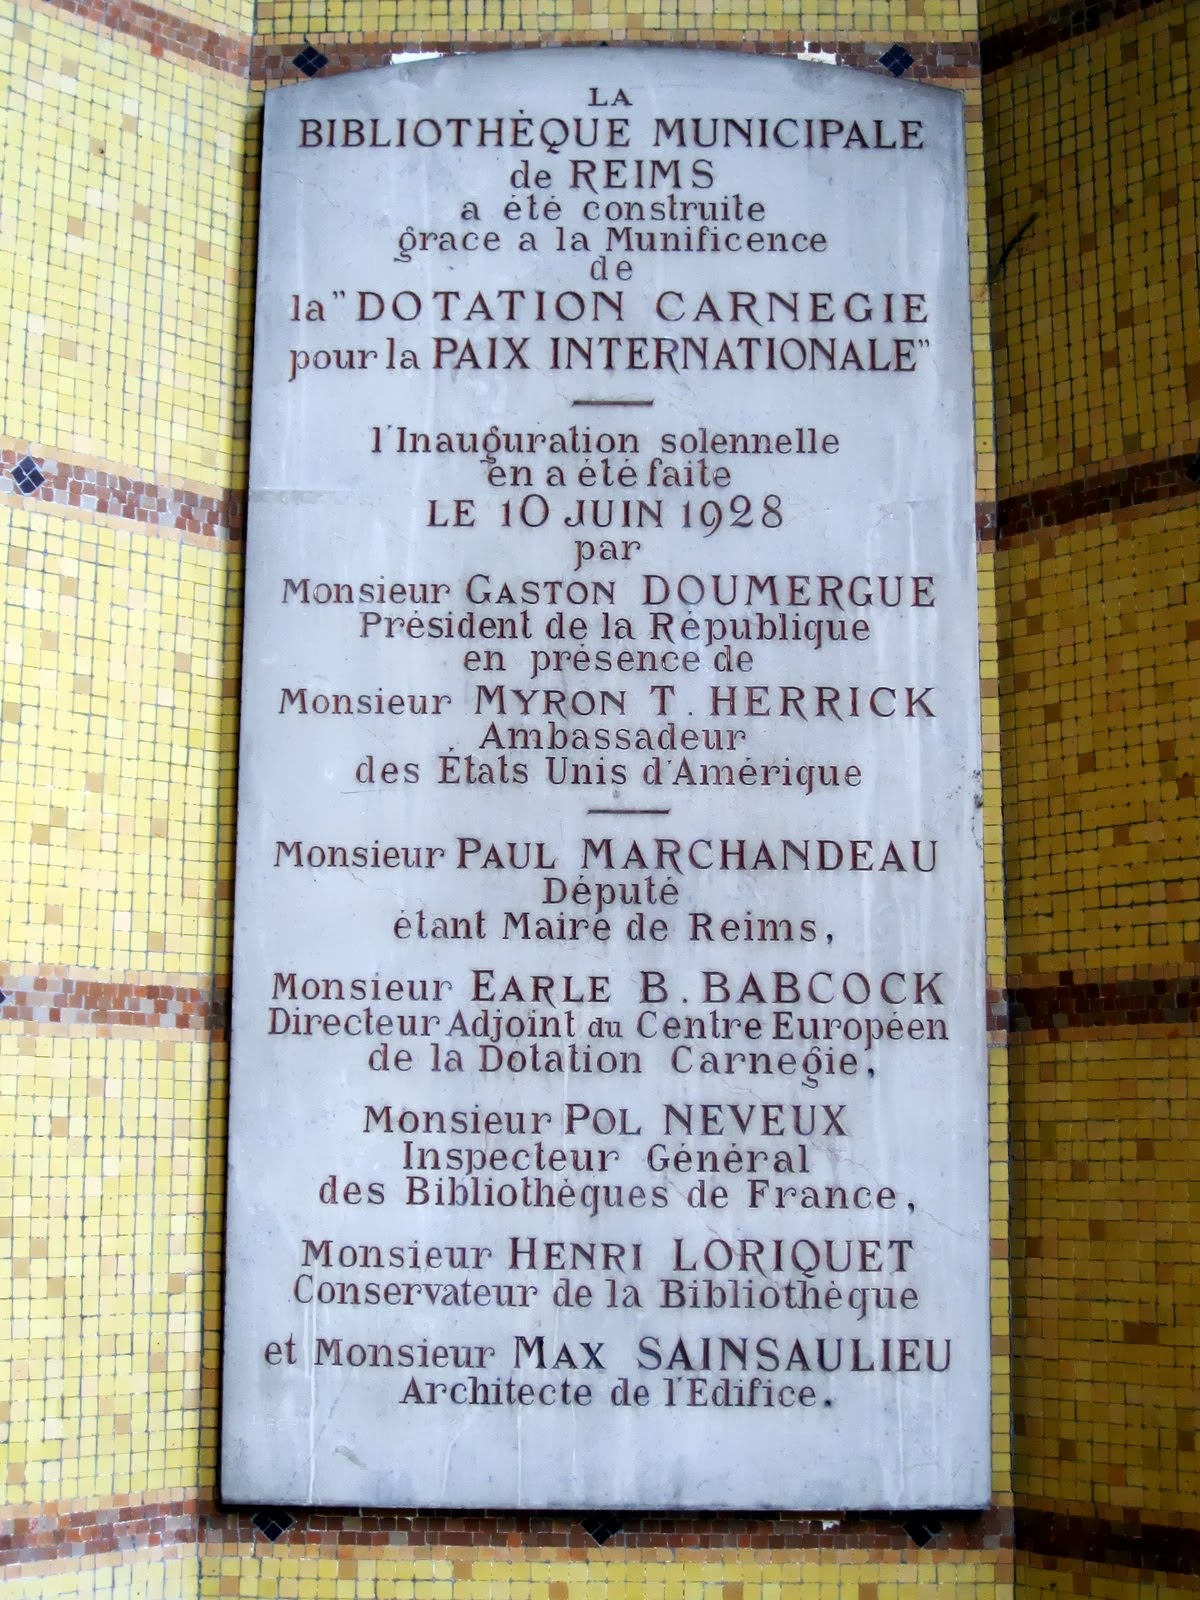 LA
BIBLIOTHÈQUE MUNICIPALE
de REIMS
a été construite
grace a la Munificence
de
la "DOTATION CARNEGIE
pour la PAIX INTERNATIONALE"
l'Inauguration solennelle
en a été faite
LE 10 JUIN 1928
par
Monsieur GASTON DOUMERGUE
Président de la République
en présence de
Monsieur MYRON T. HERRICK
Ambassadeur
des États Unis d'Amérique
Monsieur PAUL MARCHANDEAU
Député
étant Maire de Reims,
Monsieur EARLE B. BABCOCK
Directeur Adjoint du Centre Européen
de la Dotation Carnegie,
Monsieur POL NEVEUX
Inspecteur Général
des Bibliothèques de France,
Monsieur HENRI LORIQUET
Conservateur de la Bibliothèque
et Monsieur MAX SAINSAULIEU
Architecte de l'Edifice.